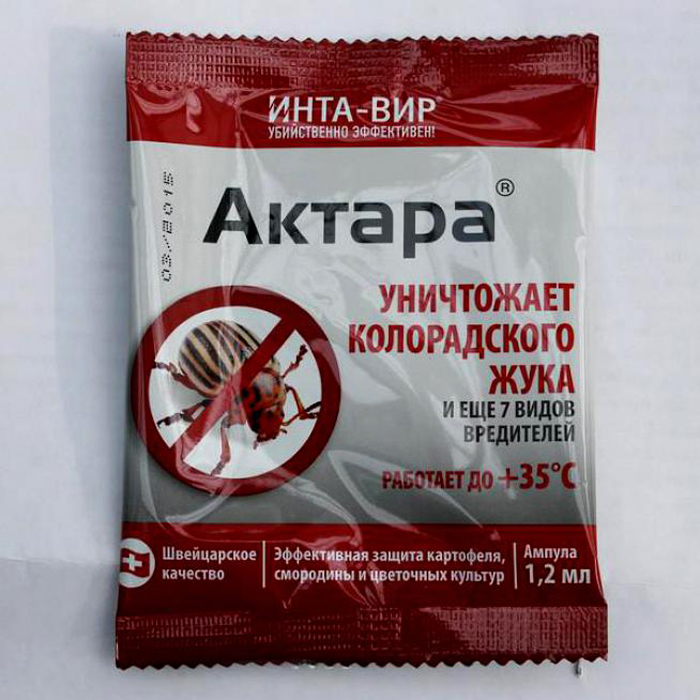 ИНТА-ВИР
УБИЙСТВЕННО ЭФФЕКТИВЕН!
Актара®
03/2015
УНИЧТОЖАЕТ
КОЛОРАДСКОГО
ЖУКА
И ЕЩЕ 7 ВИДОВ
ВРЕДИТЕЛЕЙ
РАБОТАЕТ ДО +35°C
Швейцарское
качество
Эффективная защита картофеля,
смородины и цветочных культур
Ампула
1,2 мл